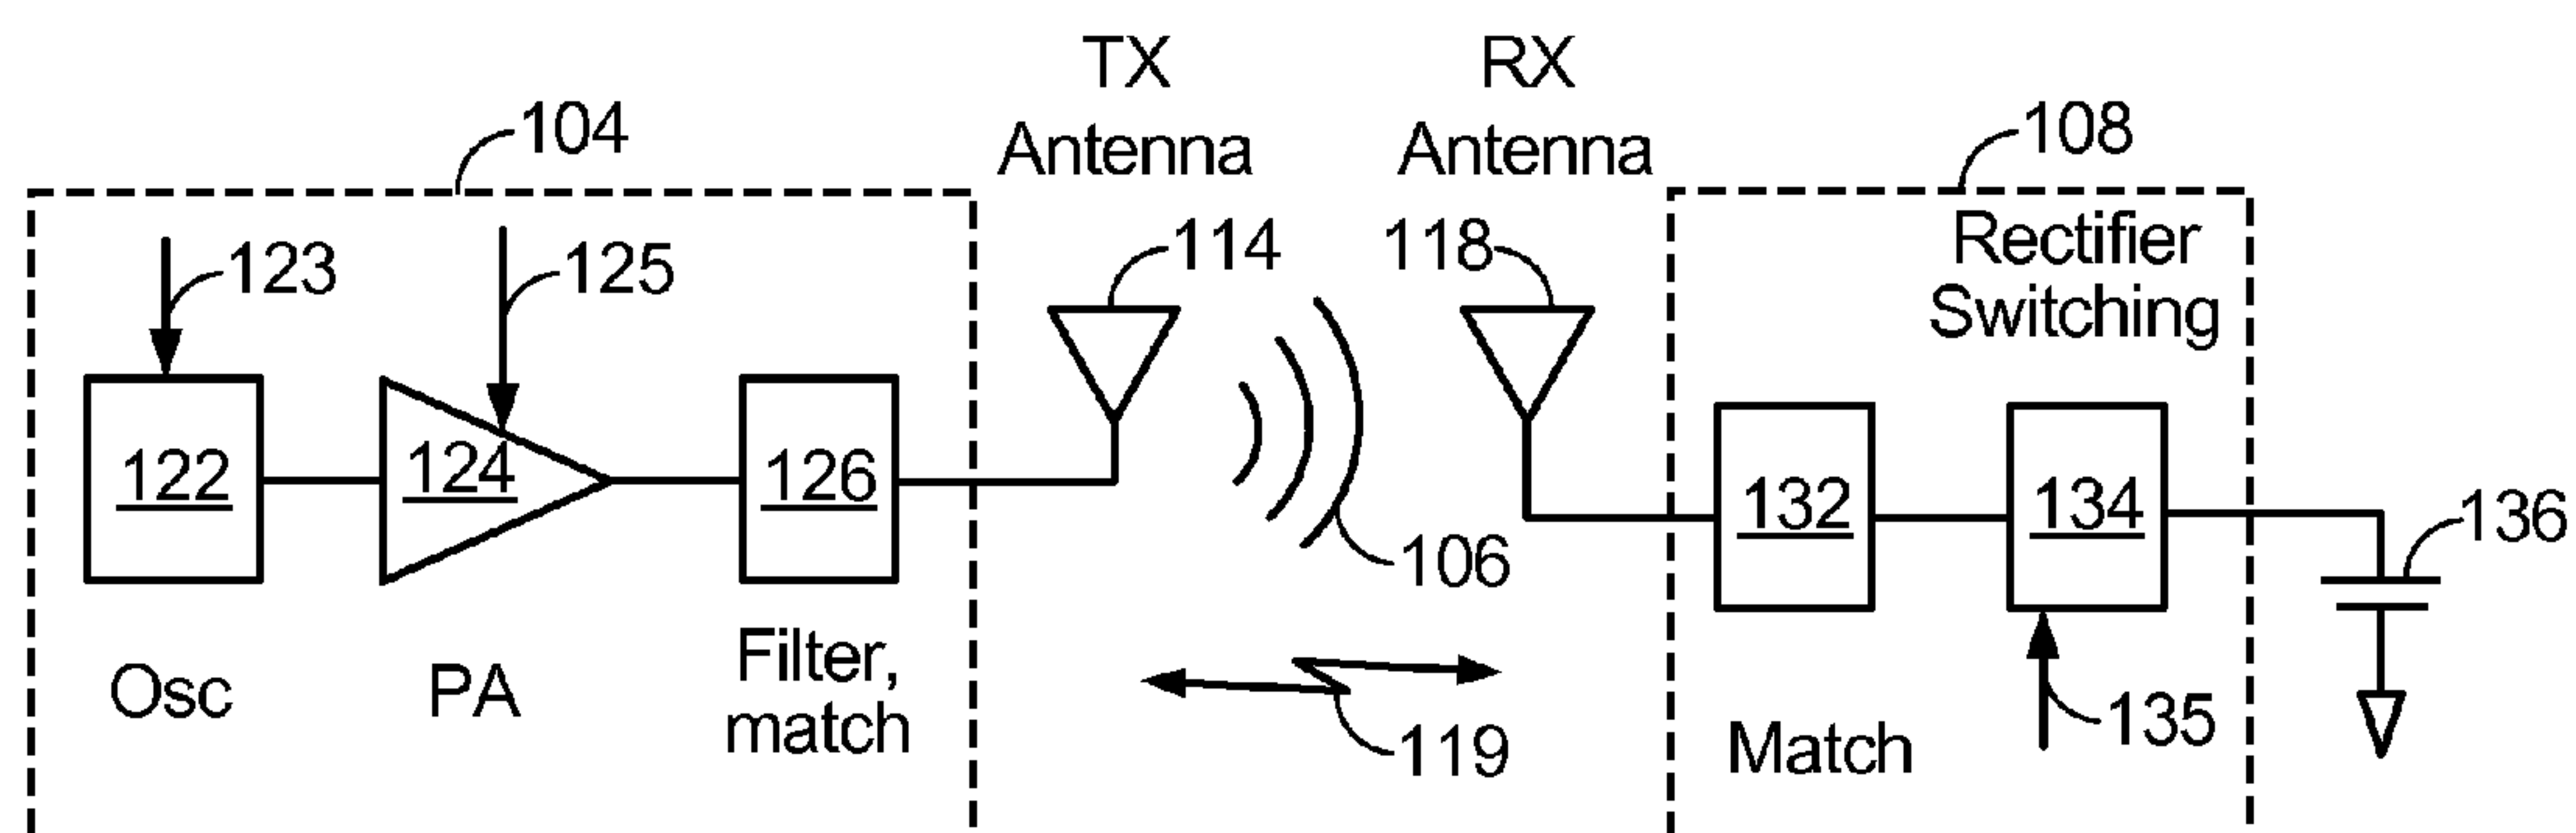 TX
Antenna
RX
Antenna
104
108
123
125
114
118
Rectifier
Switching
122
124
126
132
134
136
106
Osc
PA
Filter,
match
119
Match
135